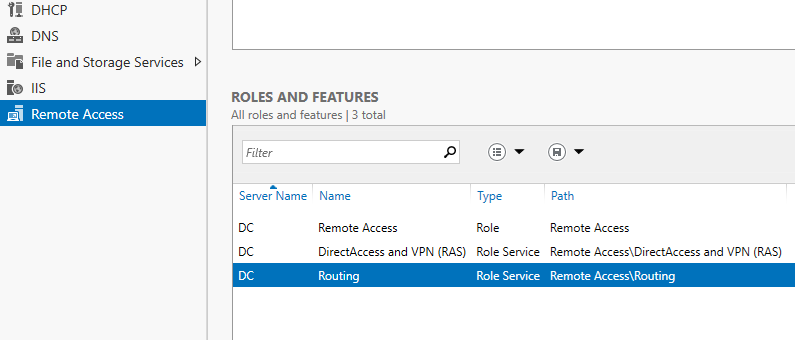 DHCP
DNS
File and Storage Services
IIS
Remote Access
ROLES AND FEATURES
All roles and features | 3 total
Filter
Server Name Name Type Path
DC Remote Access Role Remote Access
DC DirectAccess and VPN (RAS) Role Service Remote Access\DirectAccess and VPN (RAS)
DC Routing Role Service Remote Access\Routing